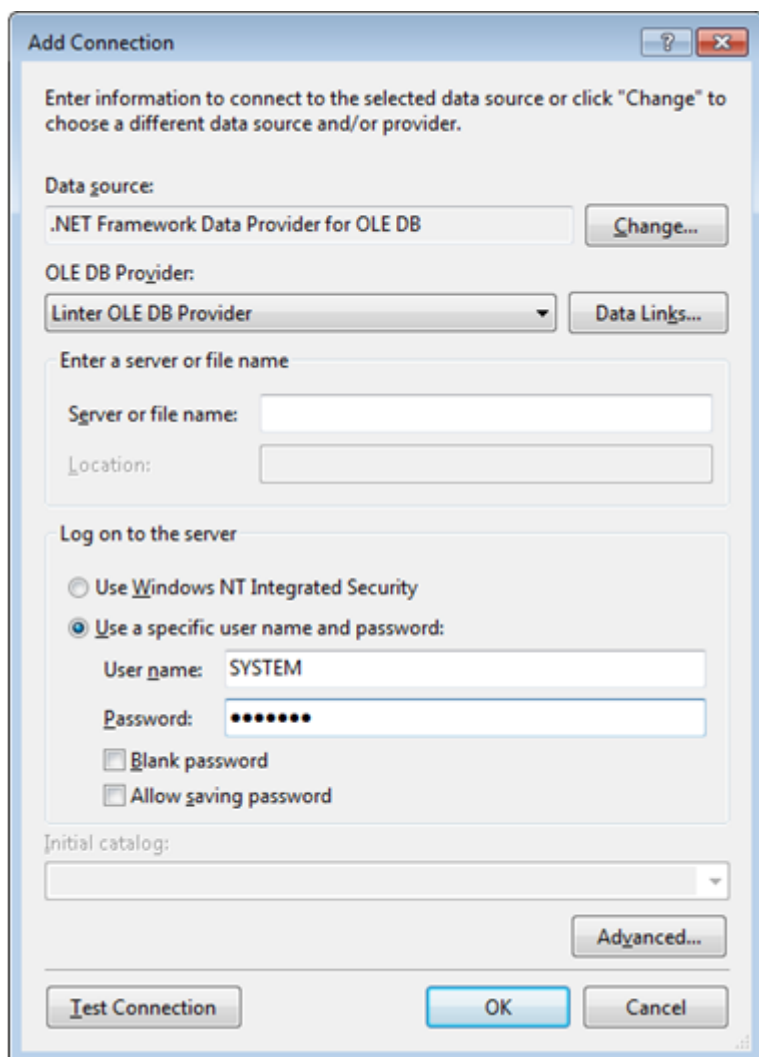 Add Connection
Enter information to connect to the selected data source or click "Change" to
choose a different data source and/or provider.
Data source:
.NET Framework Data Provider for OLE DB
Change...
OLE DB Provider:
Linter OLE DB Provider
Data Links...
Enter a server or file name
Server or file name:
Location:
Log on to the server
Use Windows NT Integrated Security
Use a specific user name and password:
User name: SYSTEM
Password: •••••••
Blank password
Allow saving password
Initial catalog:
Advanced...
Test Connection OK Cancel